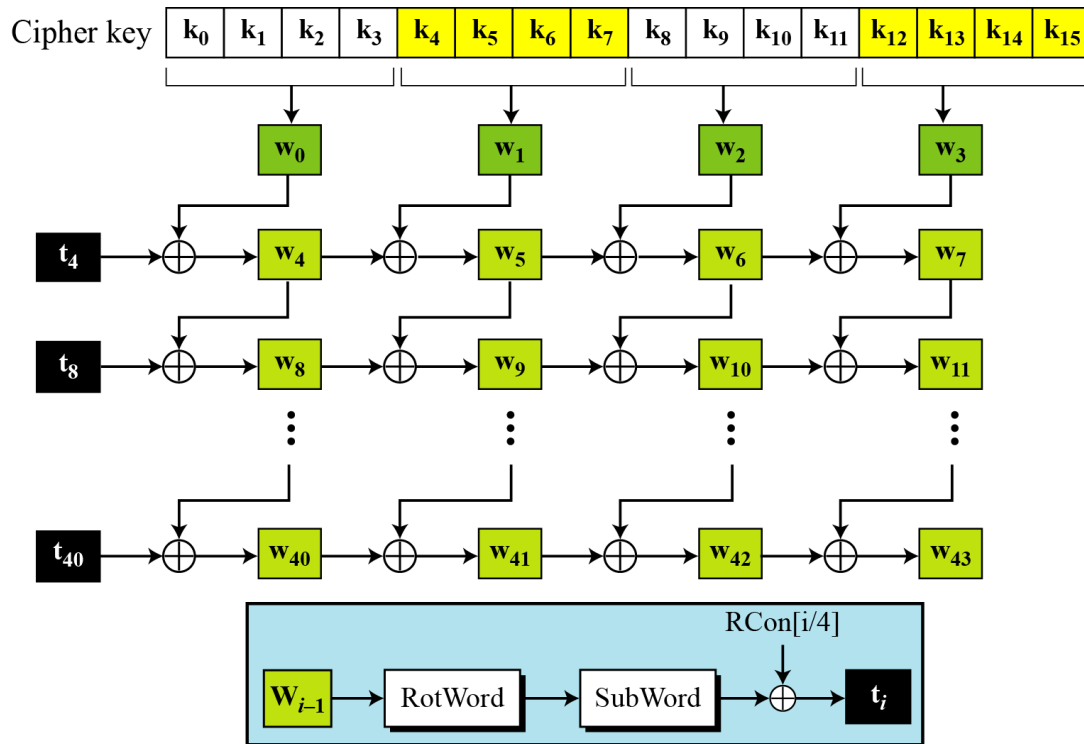 Cipher key k₀ k₁ k₂ k₃ k₄ k₅ k₆ k₇ k₈ k₉ k₁₀ k₁₁ k₁₂ k₁₃ k₁₄ k₁₅
w₀ w₁ w₂ w₃
t₄ w₄ w₅ w₆ w₇
t₈ w₈ w₉ w₁₀ w₁₁
t₄₀ w₄₀ w₄₁ w₄₂ w₄₃
RCon[i/4]
Wᵢ₋₁ RotWord SubWord tᵢ